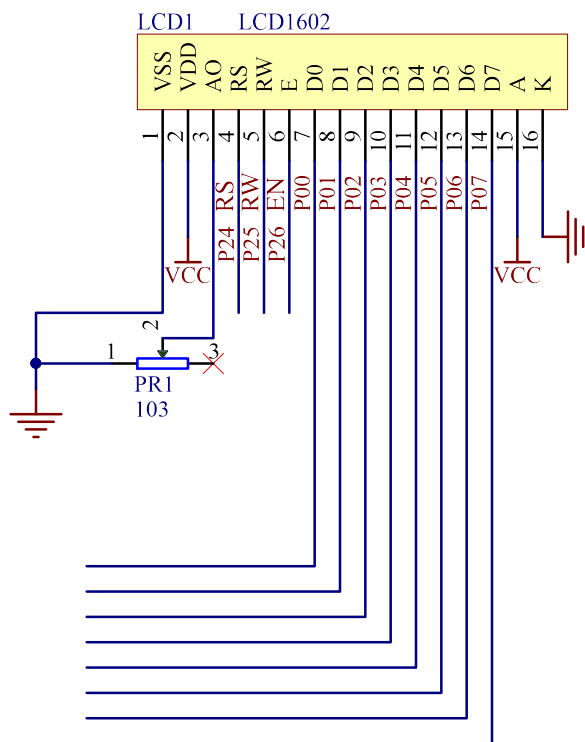 LCD1 LCD1602
VSS VDD AO RS RW E D0 D1 D2 D3 D4 D5 D6 D7 A K
1 2 3 4 5 6 7 8 9 10 11 12 13 14 15 16
P24 RS
P25 RW
P26 EN
P00
P01
P02
P03
P04
P05
P06
P07
VCC
VCC
2
1
3
PR1
103